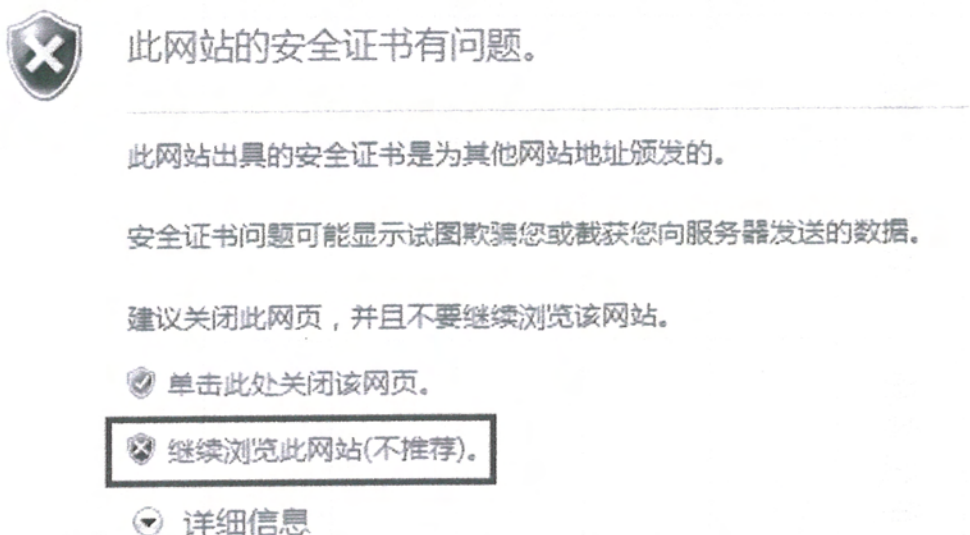 此网站的安全证书有问题。
此网站出具的安全证书是为其他网站地址颁发的。
安全证书问题可能显示试图欺骗您或截获您向服务器发送的数据。
建议关闭此网页，并且不要继续浏览该网站。
单击此处关闭该网页。
继续浏览此网站(不推荐)。
详细信息